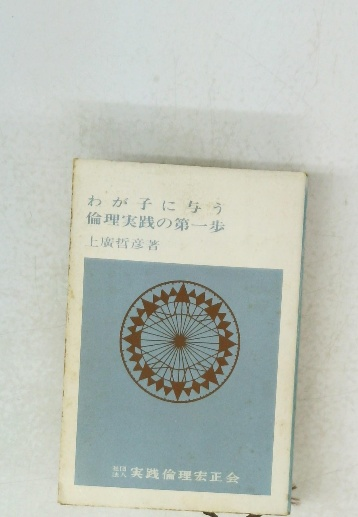 わが子に与う
倫理実践の第一歩
上廣哲彦著
社団法人 実践倫理宏正会